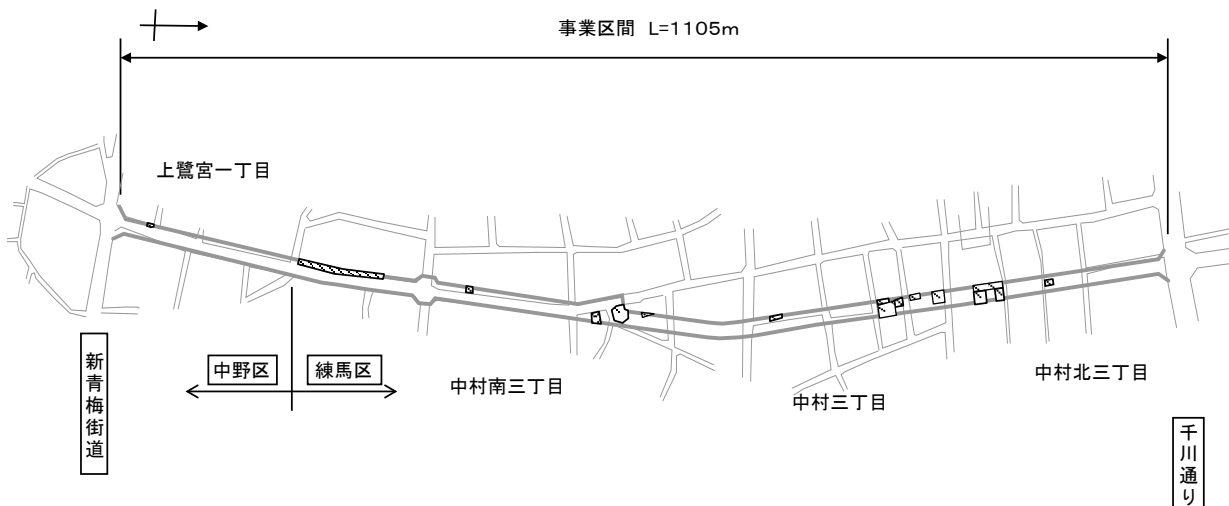 事業区間 L=1105m
上鷺宮一丁目
新青梅街道
中野区
練馬区
中村南三丁目
中村三丁目
中村北三丁目
千川通り